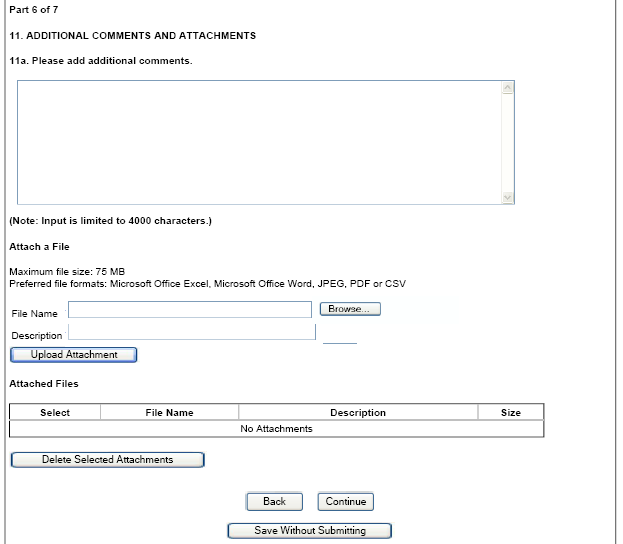 Part 6 of 7
11. ADDITIONAL COMMENTS AND ATTACHMENTS
11a. Please add additional comments.
(Note: Input is limited to 4000 characters.)
Attach a File
Maximum file size: 75 MB
Preferred file formats: Microsoft Office Excel, Microsoft Office Word, JPEG, PDF or CSV
File Name Browse...
Description
Upload Attachment
Attached Files
Select File Name Description Size
No Attachments
Delete Selected Attachments
Back Continue
Save Without Submitting